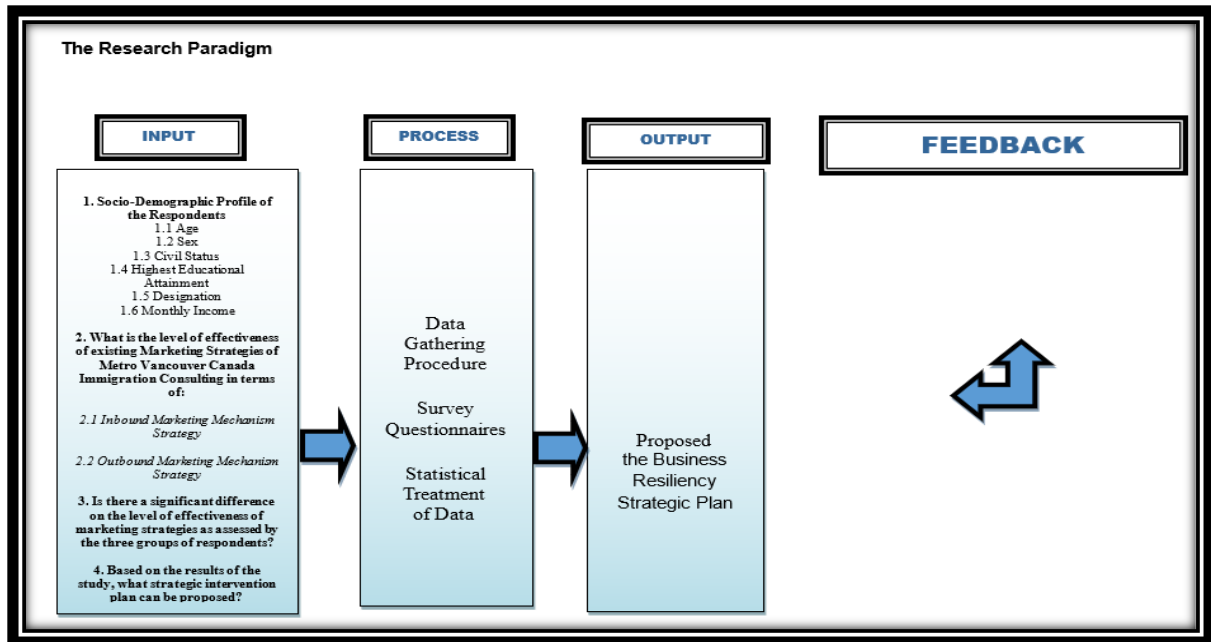 The Research Paradigm
INPUT
1. Socio-Demographic Profile of
the Respondents
1.1 Age
1.2 Sex
1.3 Civil Status
1.4 Highest Educational
Attainment
1.5 Designation
1.6 Monthly Income
2. What is the level of effectiveness
of existing Marketing Strategies of
Metro Vancouver Canada
Immigration Consulting in terms
of:
2.1 Inbound Marketing Mechanism
Strategy
2.2 Outbound Marketing Mechanism
Strategy
3. Is there a significant difference
on the level of effectiveness of
marketing strategies as assessed by
the three groups of respondents?
4. Based on the results of the
study, what strategic intervention
plan can be proposed?
PROCESS
Data
Gathering
Procedure
Survey
Questionnaires
Statistical
Treatment
of Data
OUTPUT
Proposed
the Business
Resiliency
Strategic Plan
FEEDBACK